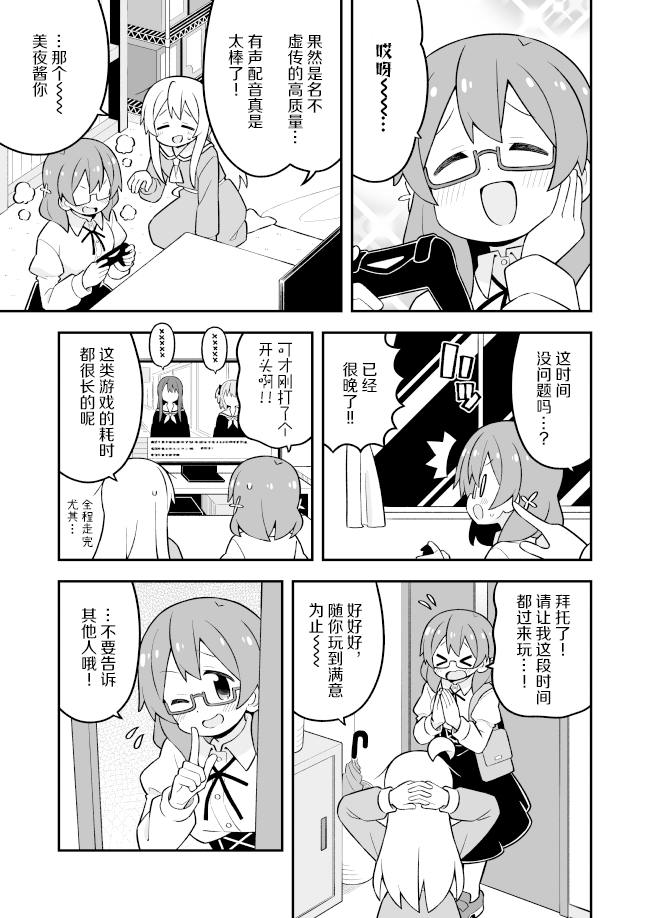 哎呀~~~…
果然是名不
虚传的高质量…
有声配音真是
太棒了！
…那个~~~
美夜酱你
这时间
没问题吗…？
已经
很晚了!!
可才刚打了个
开头啊!!
×××××
×××××
这类游戏的耗时
都很长的呢
全程走完
尤其…
拜托了！
请让我这段时间
都过来玩…！
好好好，
随你玩到满意
为止~~~
…不要告诉
其他人哦！